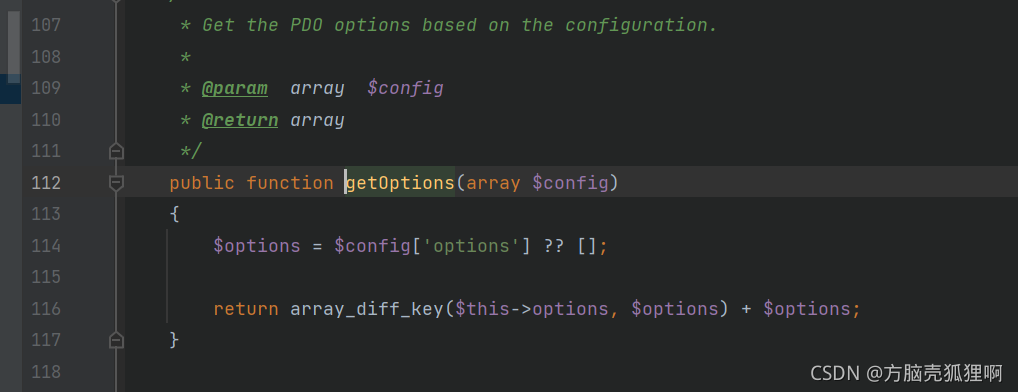 107 * Get the PDO options based on the configuration.
108 *
109 * @param  array  $config
110 * @return array
111 */
112 public function getOptions(array $config)
113 {
114 $options = $config['options'] ?? [];
115
116 return array_diff_key($this->options, $options) + $options;
117 }
118
CSDN @方脑壳狐狸啊